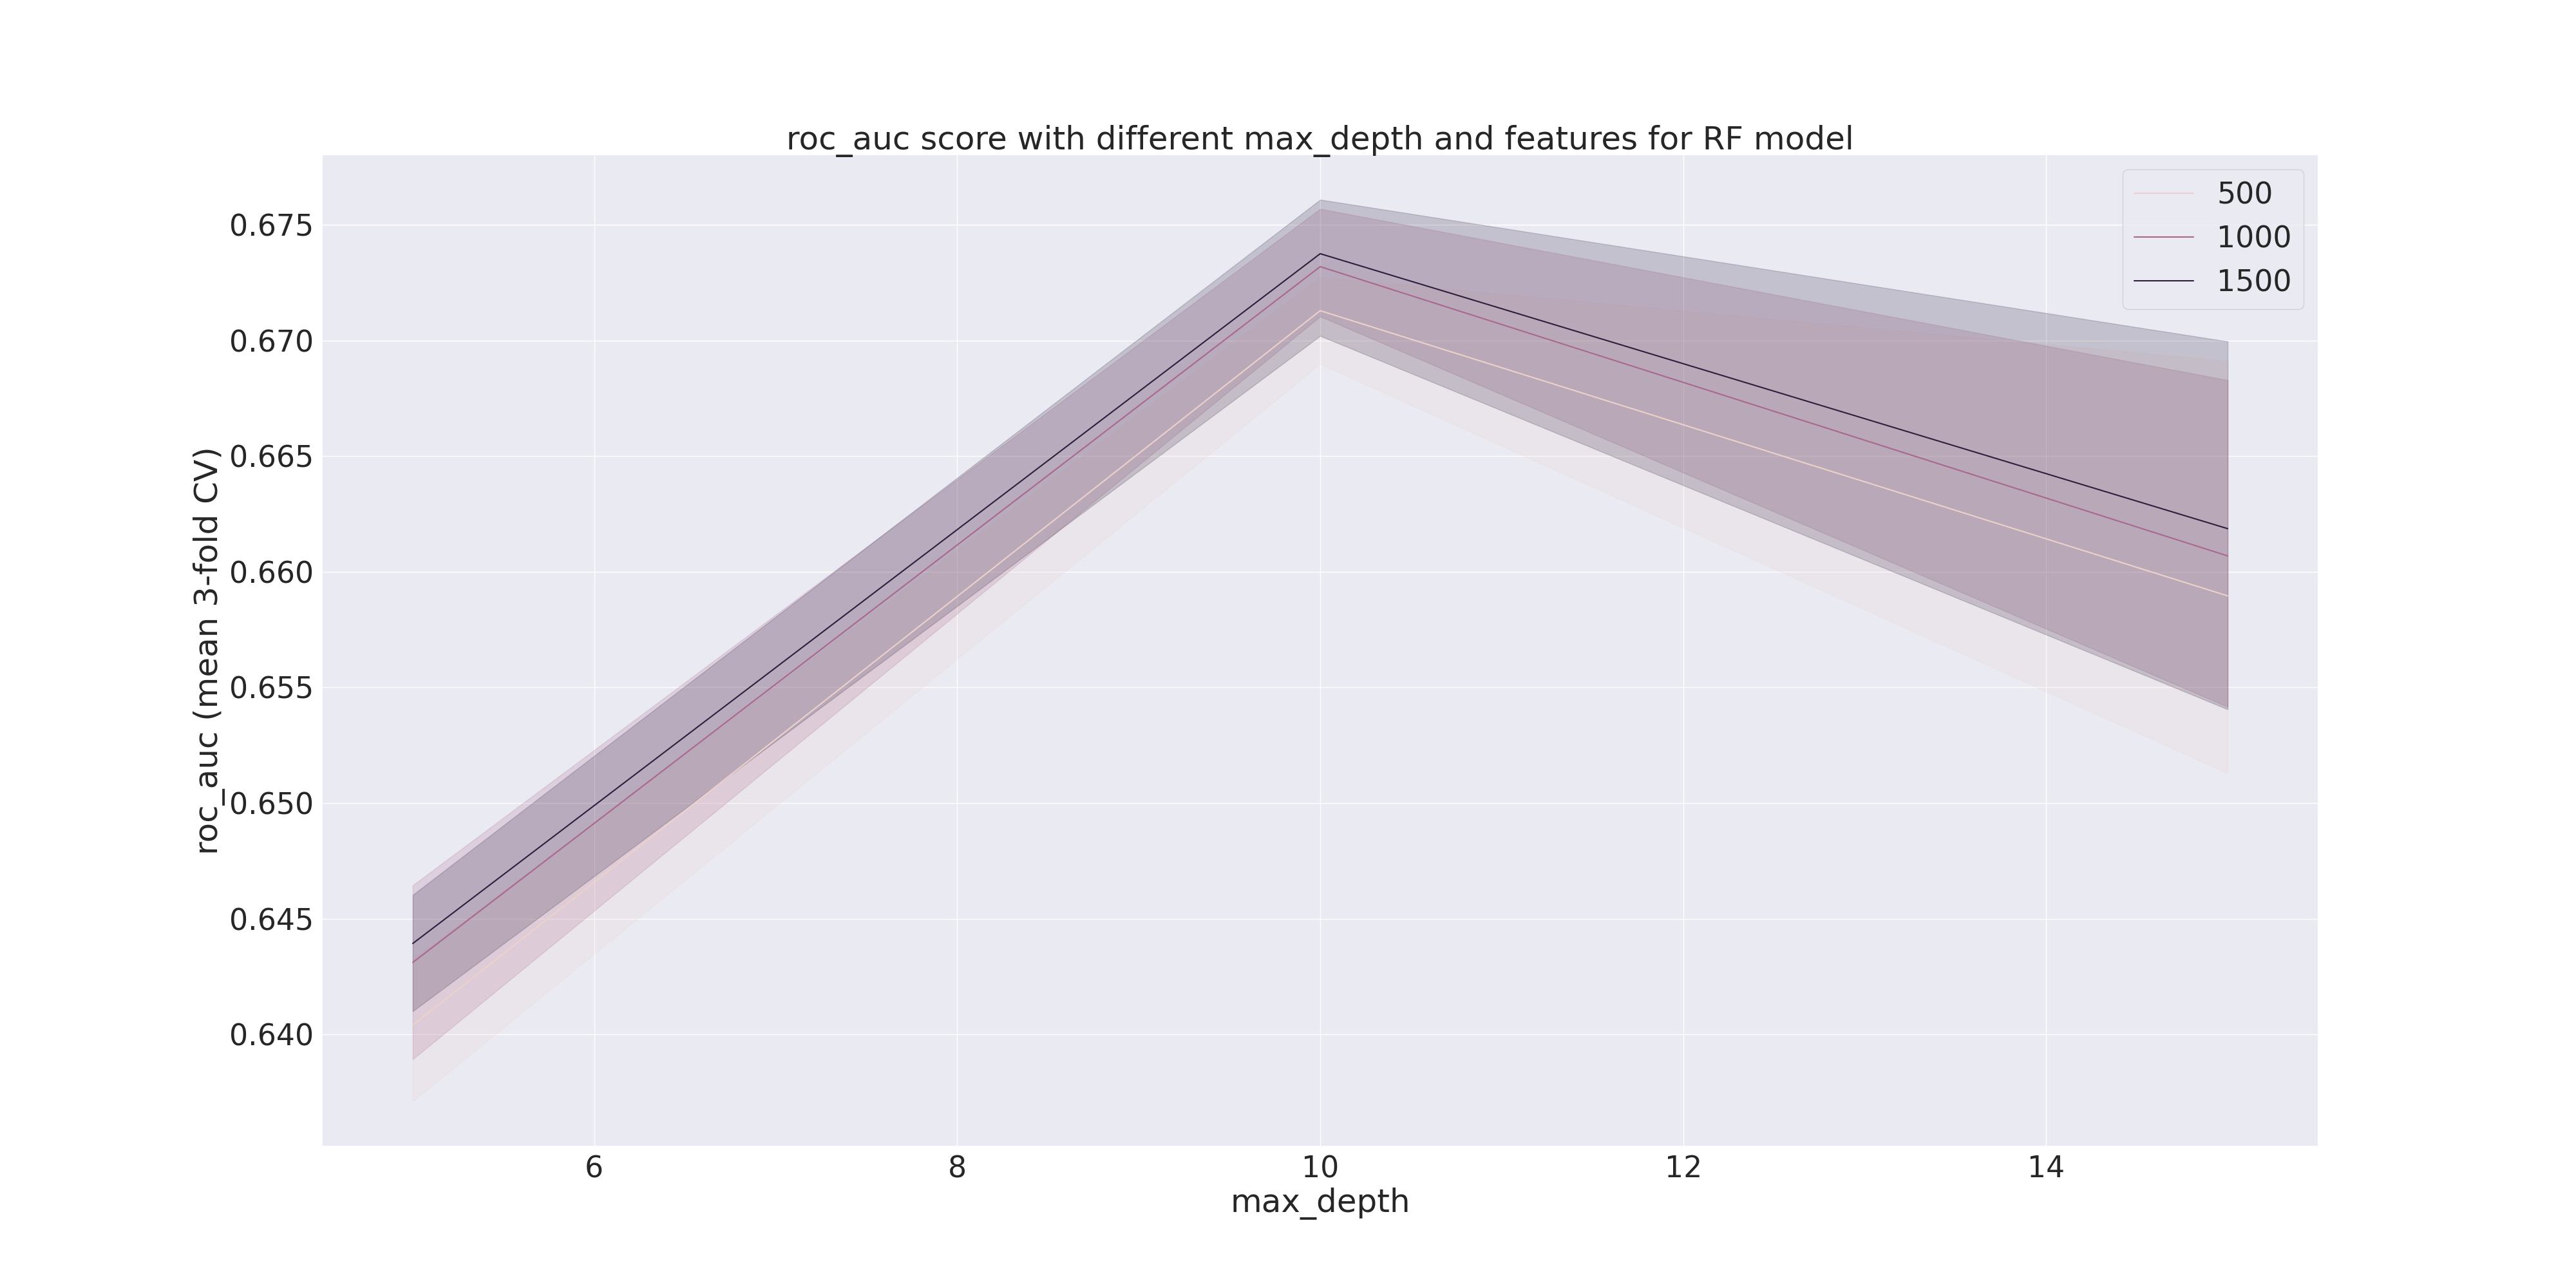 roc_auc score with different max_depth and features for RF model
500
1000
1500
roc_auc (mean 3-fold CV)
0.675
0.670
0.665
0.660
0.655
0.650
0.645
0.640
6 8 10 12 14
max_depth